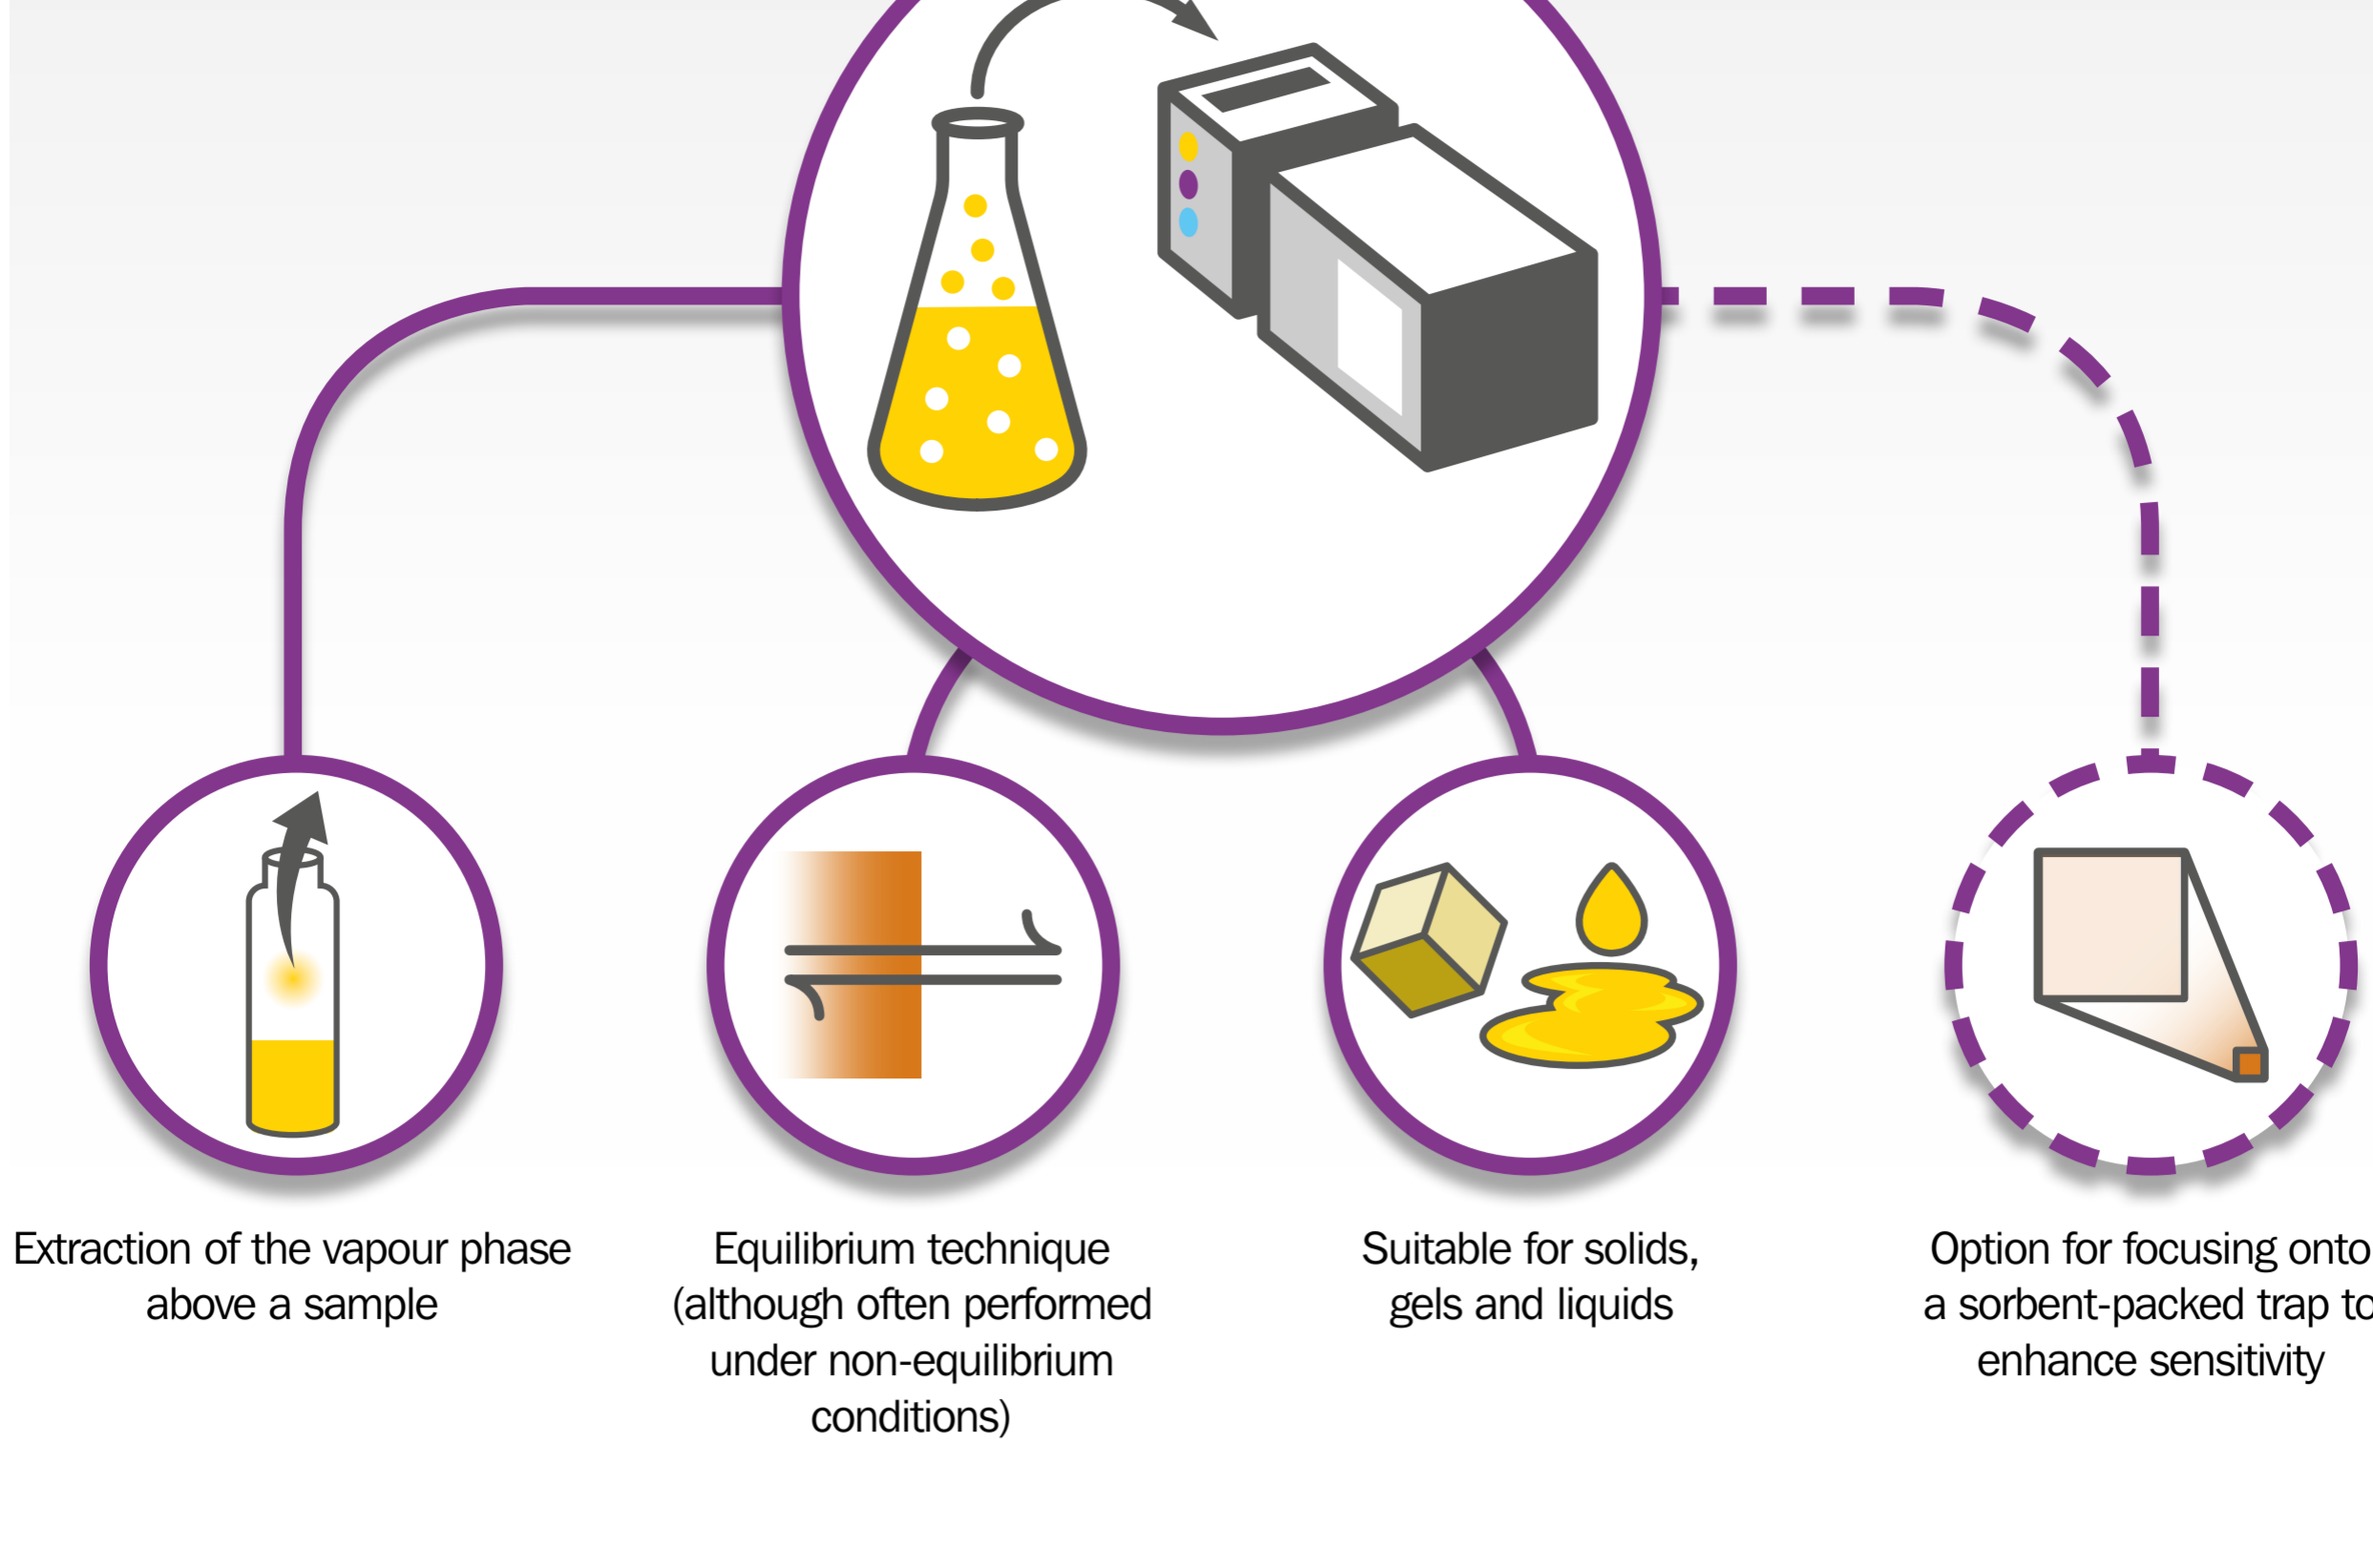 Extraction of the vapour phase
above a sample
Equilibrium technique
(although often performed
under non-equilibrium
conditions)
Suitable for solids,
gels and liquids
Option for focusing onto
a sorbent-packed trap to
enhance sensitivity